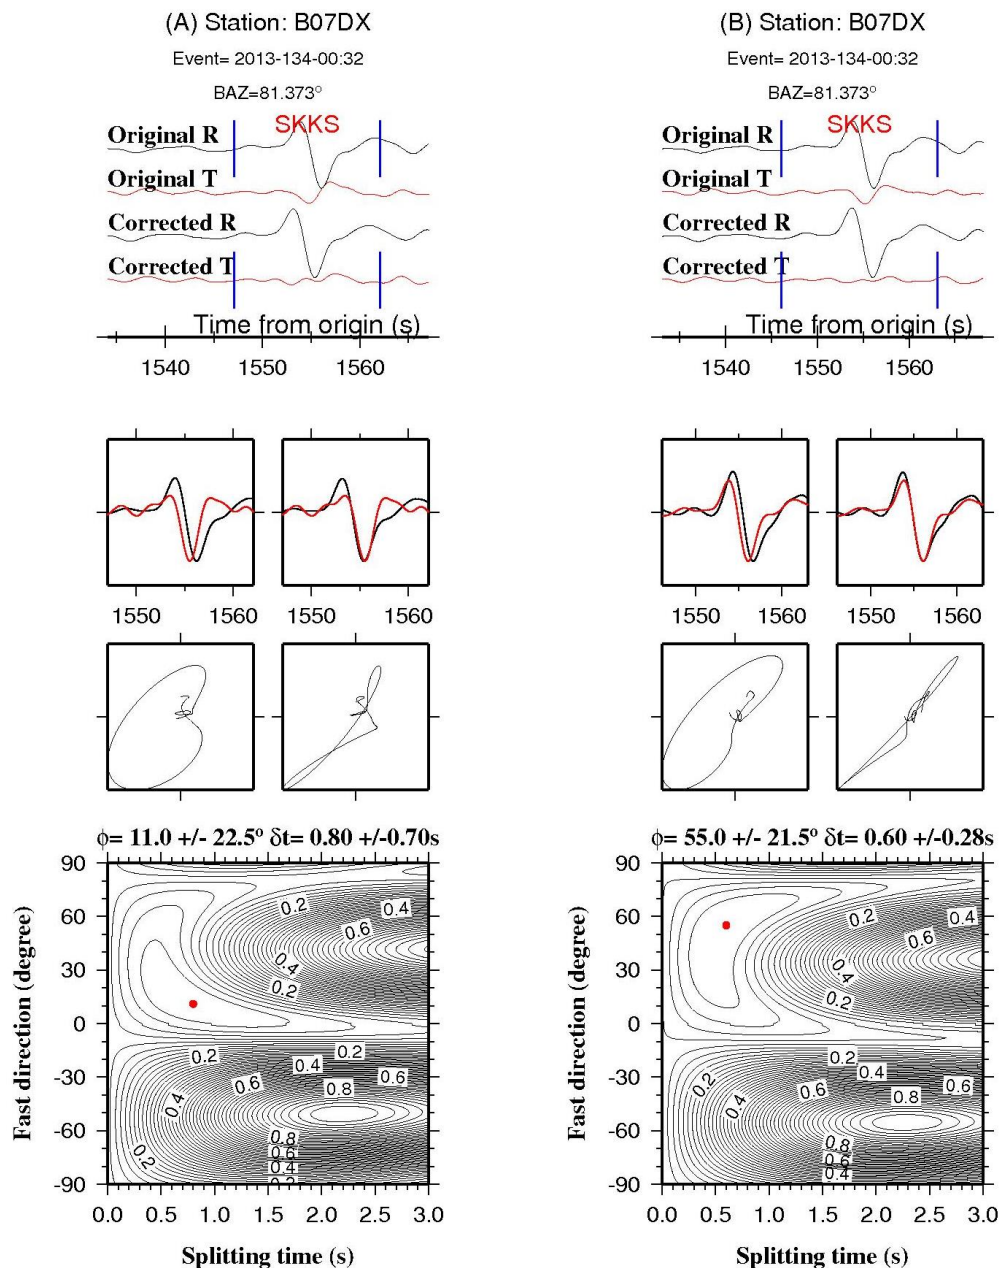 (A) Station: B07DX
Event= 2013-134-00:32
BAZ=81.373°
SKKS
Original R
Original T
Corrected R
Corrected T
Time from origin (s)
1540 1550 1560
1550 1560 1550 1560
ϕ= 11.0 +/- 22.5° δt= 0.80 +/-0.70s
90
60
30
0
-30
-60
-90
Fast direction (degree)
0.2 0.4
0.6
0.4
0.2
0.2 0.2
0.4
0.6 0.6
0.8
0.4
0.8
0.2 0.6
0.4
0.2
0.0 0.5 1.0 1.5 2.0 2.5 3.0
Splitting time (s)
(B) Station: B07DX
Event= 2013-134-00:32
BAZ=81.373°
SKKS
Original R
Original T
Corrected R
Corrected T
Time from origin (s)
1540 1550 1560
1550 1560 1550 1560
ϕ= 55.0 +/- 21.5° δt= 0.60 +/-0.28s
90
60
30
0
-30
-60
-90
Fast direction (degree)
0.2 0.4
0.6
0.4
0.2
0.2
0.4
0.2 0.6 0.6
0.8
0.4
0.8
0.6
0.4
0.0 0.5 1.0 1.5 2.0 2.5 3.0
Splitting time (s)